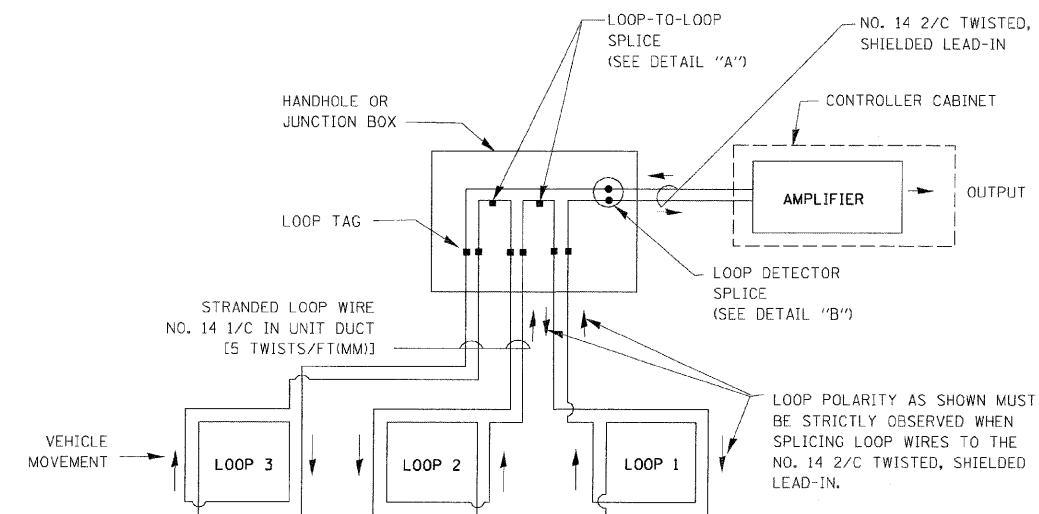 LOOP-TO-LOOP
SPLICE
(SEE DETAIL "A")
NO. 14 2/C TWISTED,
SHIELDED LEAD-IN
HANDHOLE OR
JUNCTION BOX
CONTROLLER CABINET
AMPLIFIER
OUTPUT
LOOP TAG
LOOP DETECTOR
SPLICE
(SEE DETAIL "B")
STRANDED LOOP WIRE
NO. 14 1/C IN UNIT DUCT
[5 TWISTS/FT(MM)]
LOOP POLARITY AS SHOWN MUST
BE STRICTLY OBSERVED WHEN
SPLICING LOOP WIRES TO THE
NO. 14 2/C TWISTED, SHIELDED
LEAD-IN.
VEHICLE
MOVEMENT
LOOP 3
LOOP 2
LOOP 1